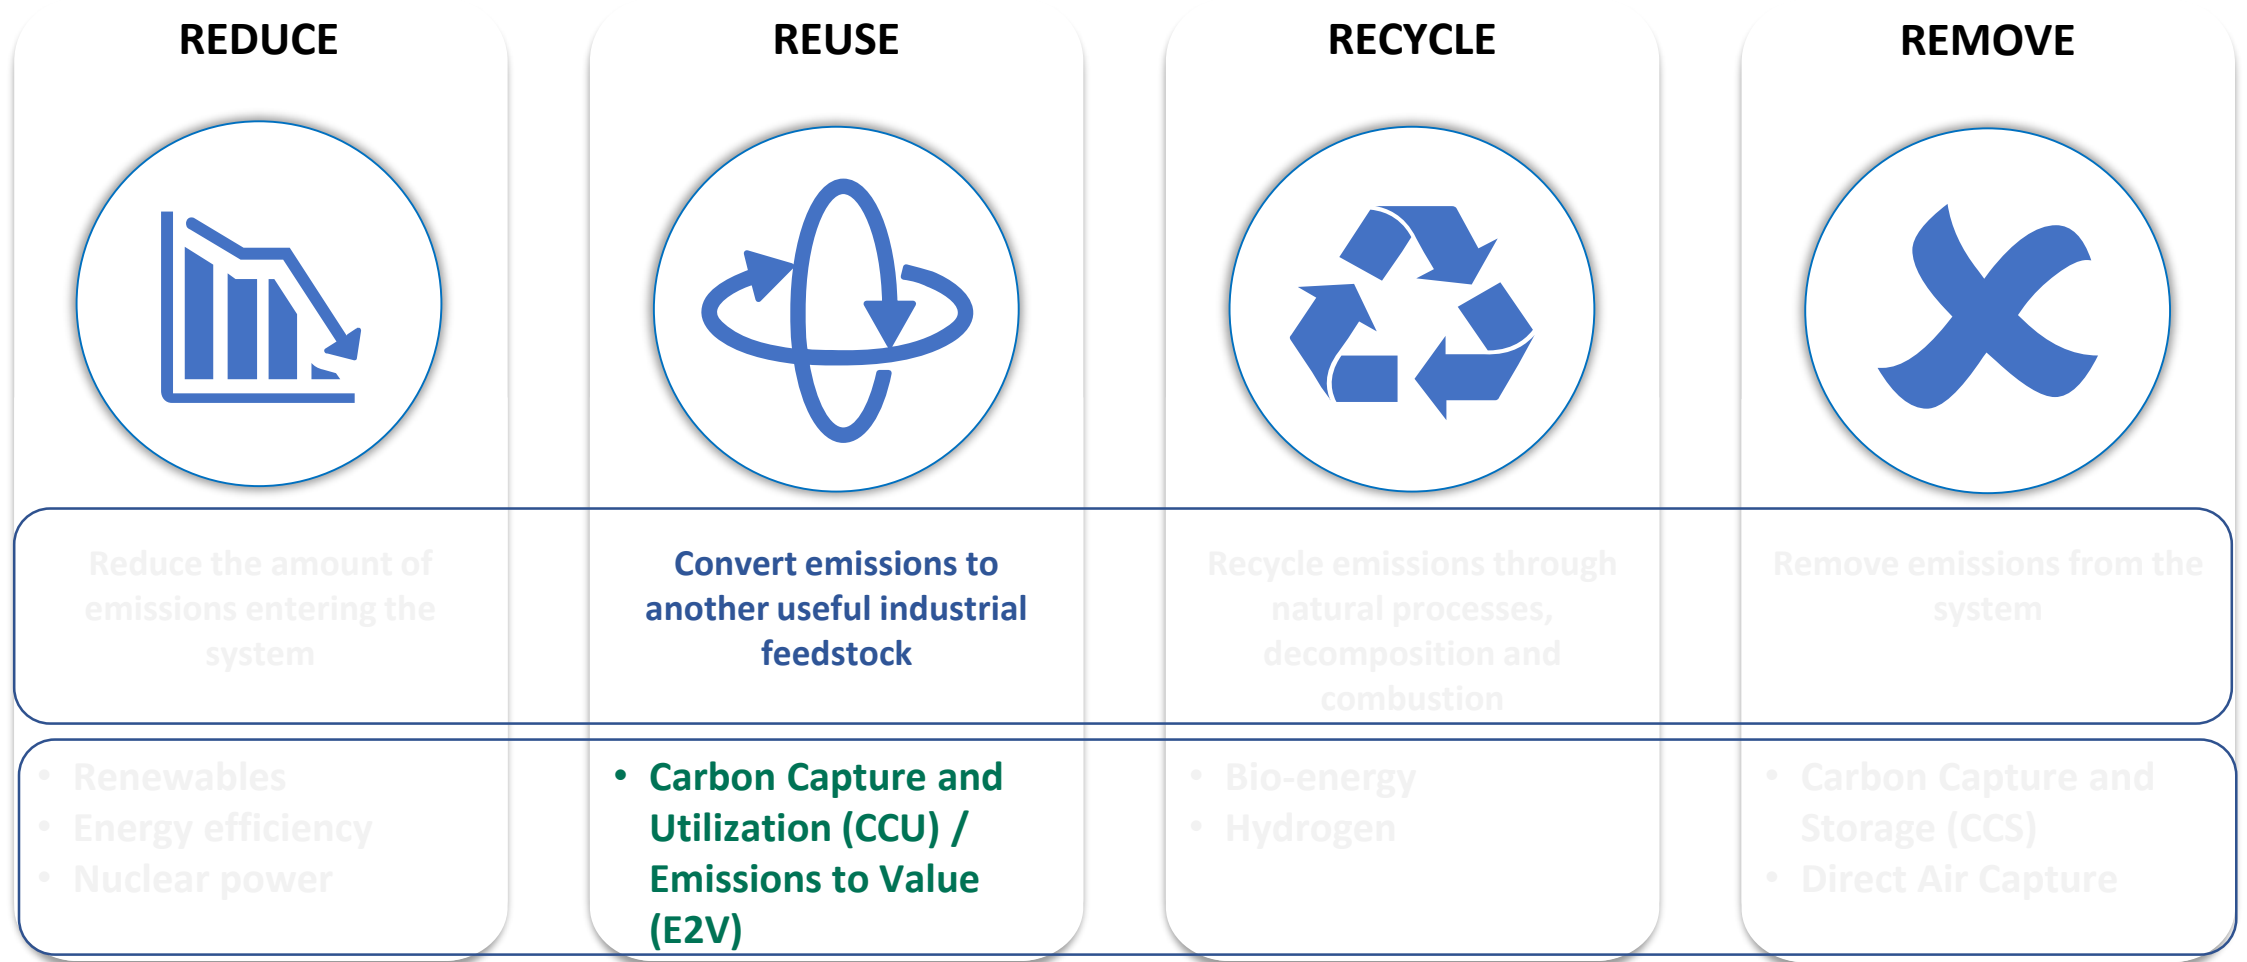 REDUCE
REUSE
RECYCLE
REMOVE
Reduce the amount of
emissions entering the
system
Convert emissions to
another useful industrial
feedstock
Recycle emissions through
natural processes,
decomposition and
combustion
Remove emissions from the
system
• Renewables
• Energy efficiency
• Nuclear power
• Carbon Capture and
Utilization (CCU) /
Emissions to Value
(E2V)
• Bio-energy
• Hydrogen
• Carbon Capture and
Storage (CCS)
• Direct Air Capture